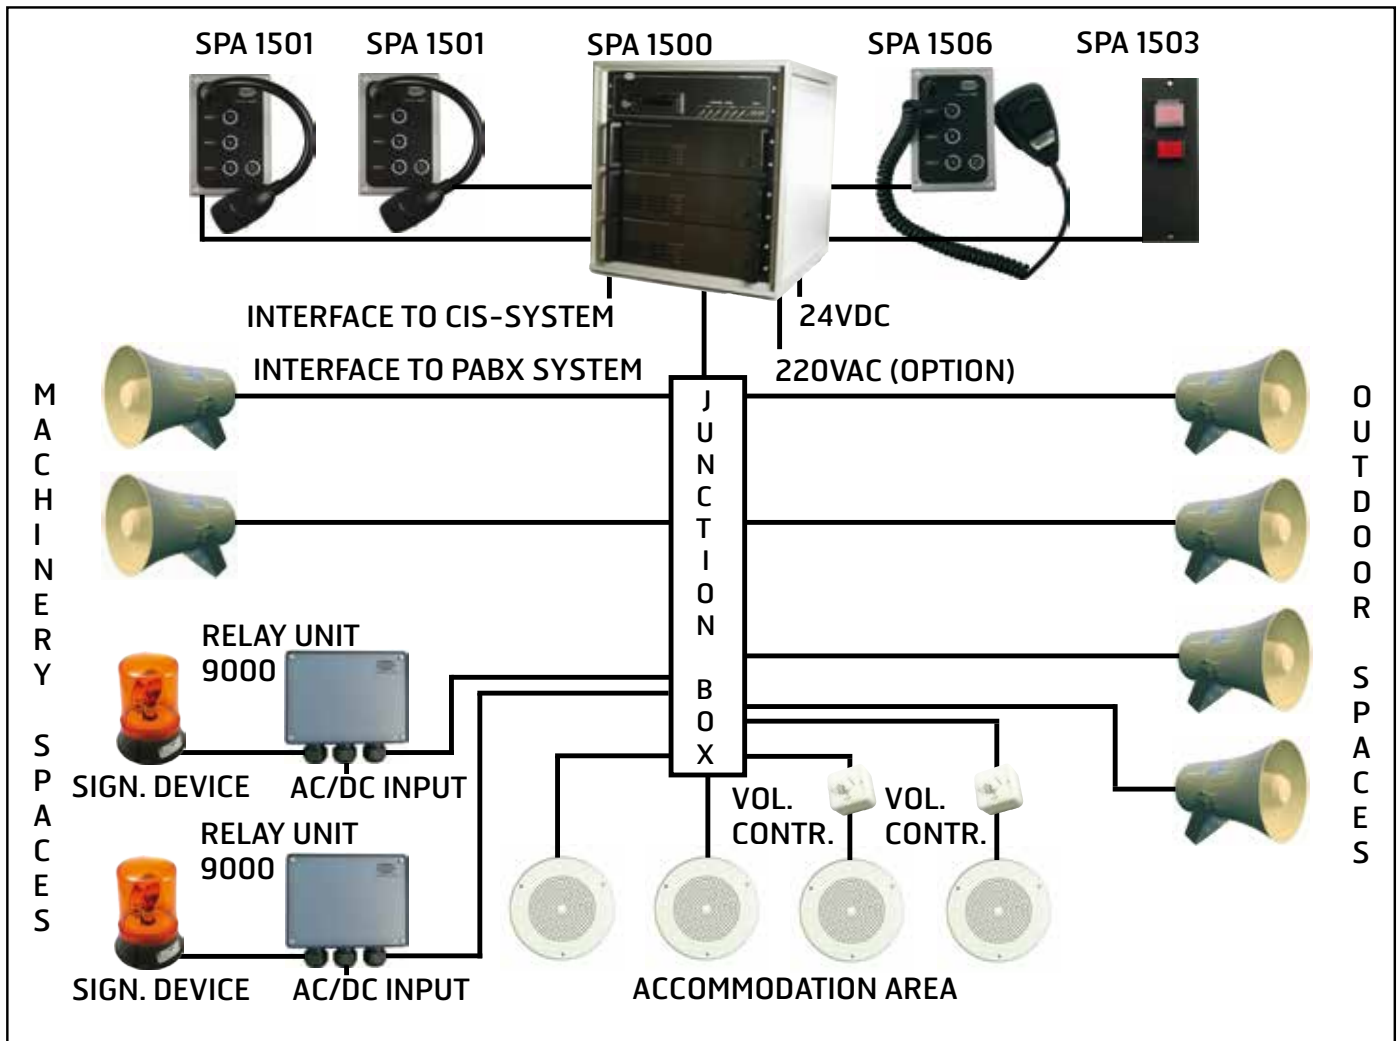 SPA 1501
SPA 1501
SPA 1500
SPA 1506
SPA 1503
INTERFACE TO CIS-SYSTEM
24VDC
INTERFACE TO PABX SYSTEM
220VAC (OPTION)
MACHINERY SPACES
JUNCTION BOX
OUTDOOR SPACES
RELAY UNIT
9000
SIGN. DEVICE
AC/DC INPUT
VOL.
CONTR.
VOL.
CONTR.
RELAY UNIT
9000
SIGN. DEVICE
AC/DC INPUT
ACCOMMODATION AREA